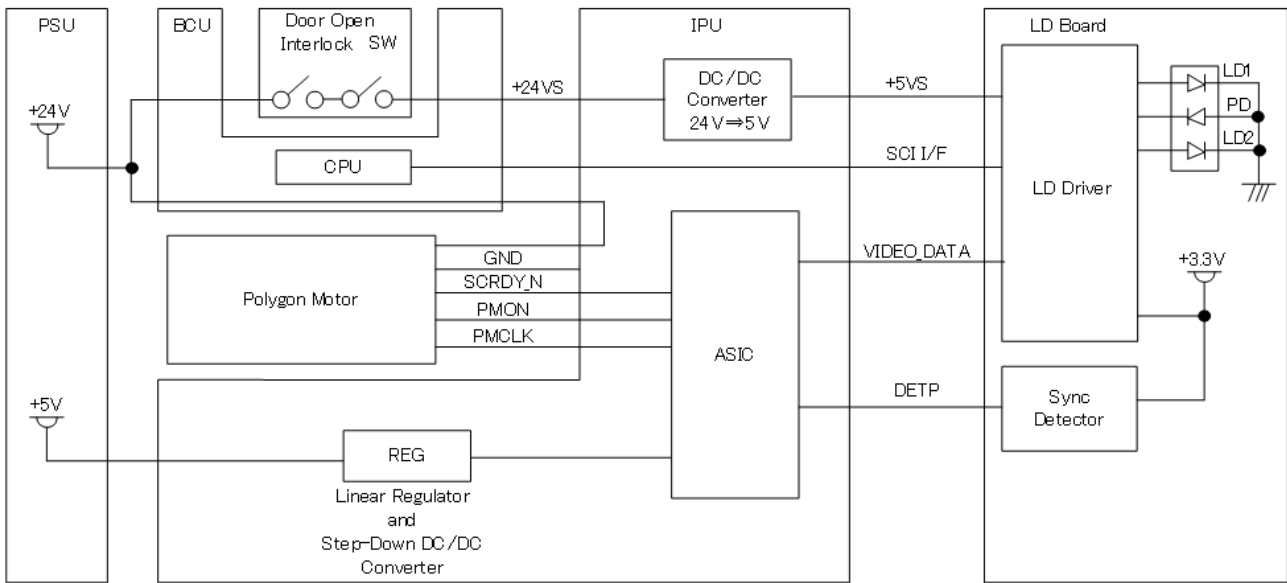 PSU
BCU
Door Open
Interlock SW
IPU
LD Board
+24V
+24VS
DC/DC
Converter
24V⇒5V
+5VS
LD1
PD
LD2
CPU
SCI I/F
LD Driver
GND
SCRDY_N
PMON
PMCLK
Polygon Motor
ASIC
VIDEO_DATA
+3.3V
DETP
Sync
Detector
+5V
REG
Linear Regulator
and
Step-Down DC/DC
Converter